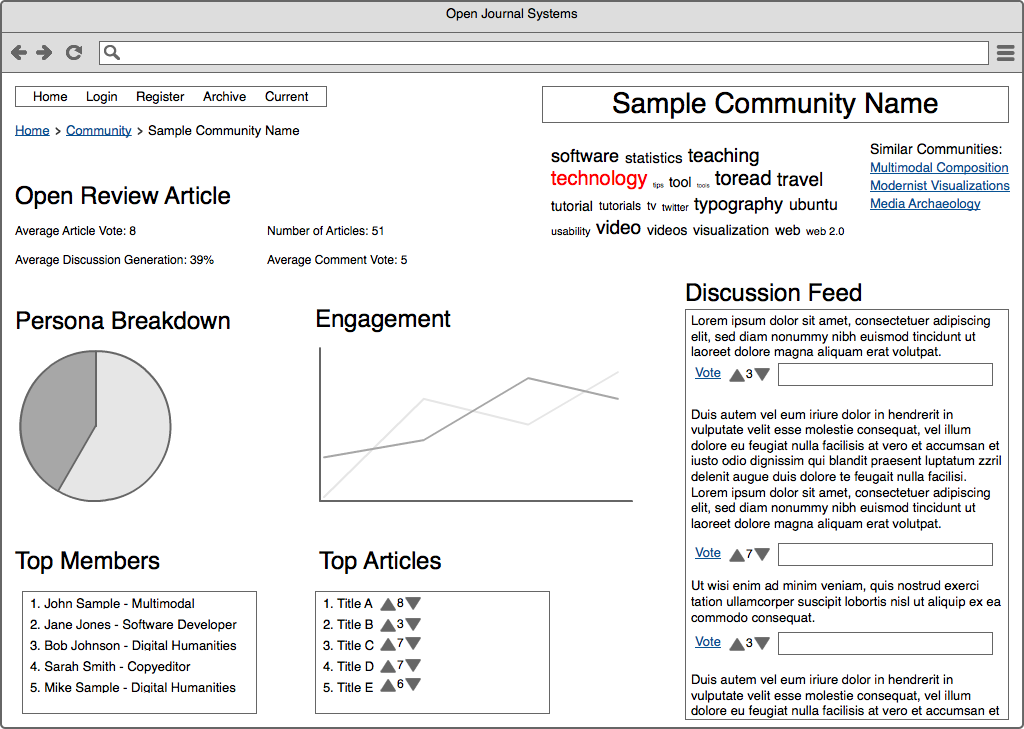 Open Journal Systems
Home Login Register Archive Current
Sample Community Name
Home > Community > Sample Community Name
software statistics teaching
technology tips tool tools toread travel
tutorial tutorials tv twitter typography ubuntu
usability video videos visualization web web 2.0
Similar Communities:
Multimodal Composition
Modernist Visualizations
Media Archaeology
Open Review Article
Average Article Vote: 8
Number of Articles: 51
Average Discussion Generation: 39%
Average Comment Vote: 5
Persona Breakdown
Engagement
Top Members
1. John Sample - Multimodal
2. Jane Jones - Software Developer
3. Bob Johnson - Digital Humanities
4. Sarah Smith - Copyeditor
5. Mike Sample - Digital Humanities
Top Articles
1. Title A 8
2. Title B 3
3. Title C 7
4. Title D 7
5. Title E 6
Discussion Feed
Lorem ipsum dolor sit amet, consectetuer adipiscing
elit, sed diam nonummy nibh euismod tincidunt ut
laoreet dolore magna aliquam erat volutpat.
Vote 3
Duis autem vel eum iriure dolor in hendrerit in
vulputate velit esse molestie consequat, vel illum
dolore eu feugiat nulla facilisis at vero et accumsan et
iusto odio dignissim qui blandit praesent luptatum zzril
delenit augue duis dolore te feugait nulla facilisi.
Lorem ipsum dolor sit amet, consectetuer adipiscing
elit, sed diam nonummy nibh euismod tincidunt ut
laoreet dolore magna aliquam erat volutpat.
Vote 7
Ut wisi enim ad minim veniam, quis nostrud exerci
tation ullamcorper suscipit lobortis nisl ut aliquip ex ea
commodo consequat.
Vote 3
Duis autem vel eum iriure dolor in hendrerit in
vulputate velit esse molestie consequat, vel illum
dolore eu feugiat nulla facilisis at vero et accumsan et